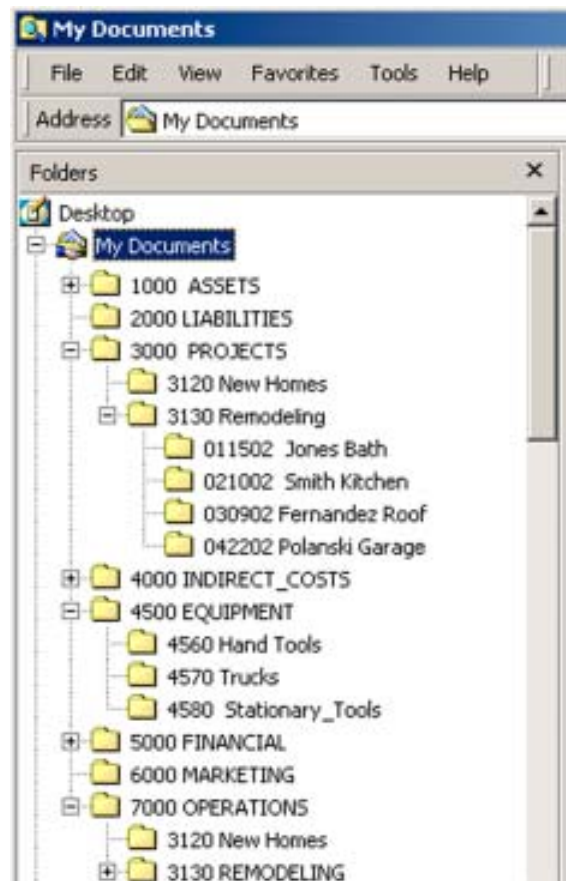 My Documents
File Edit View Favorites Tools Help
Address My Documents
Folders
Desktop
My Documents
1000 ASSETS
2000 LIABILITIES
3000 PROJECTS
3120 New Homes
3130 Remodeling
011502 Jones Bath
021002 Smith Kitchen
030902 Fernandez Roof
042202 Polanski Garage
4000 INDIRECT_COSTS
4500 EQUIPMENT
4560 Hand Tools
4570 Trucks
4580 Stationary_Tools
5000 FINANCIAL
6000 MARKETING
7000 OPERATIONS
3120 New Homes
3130 REMODELING